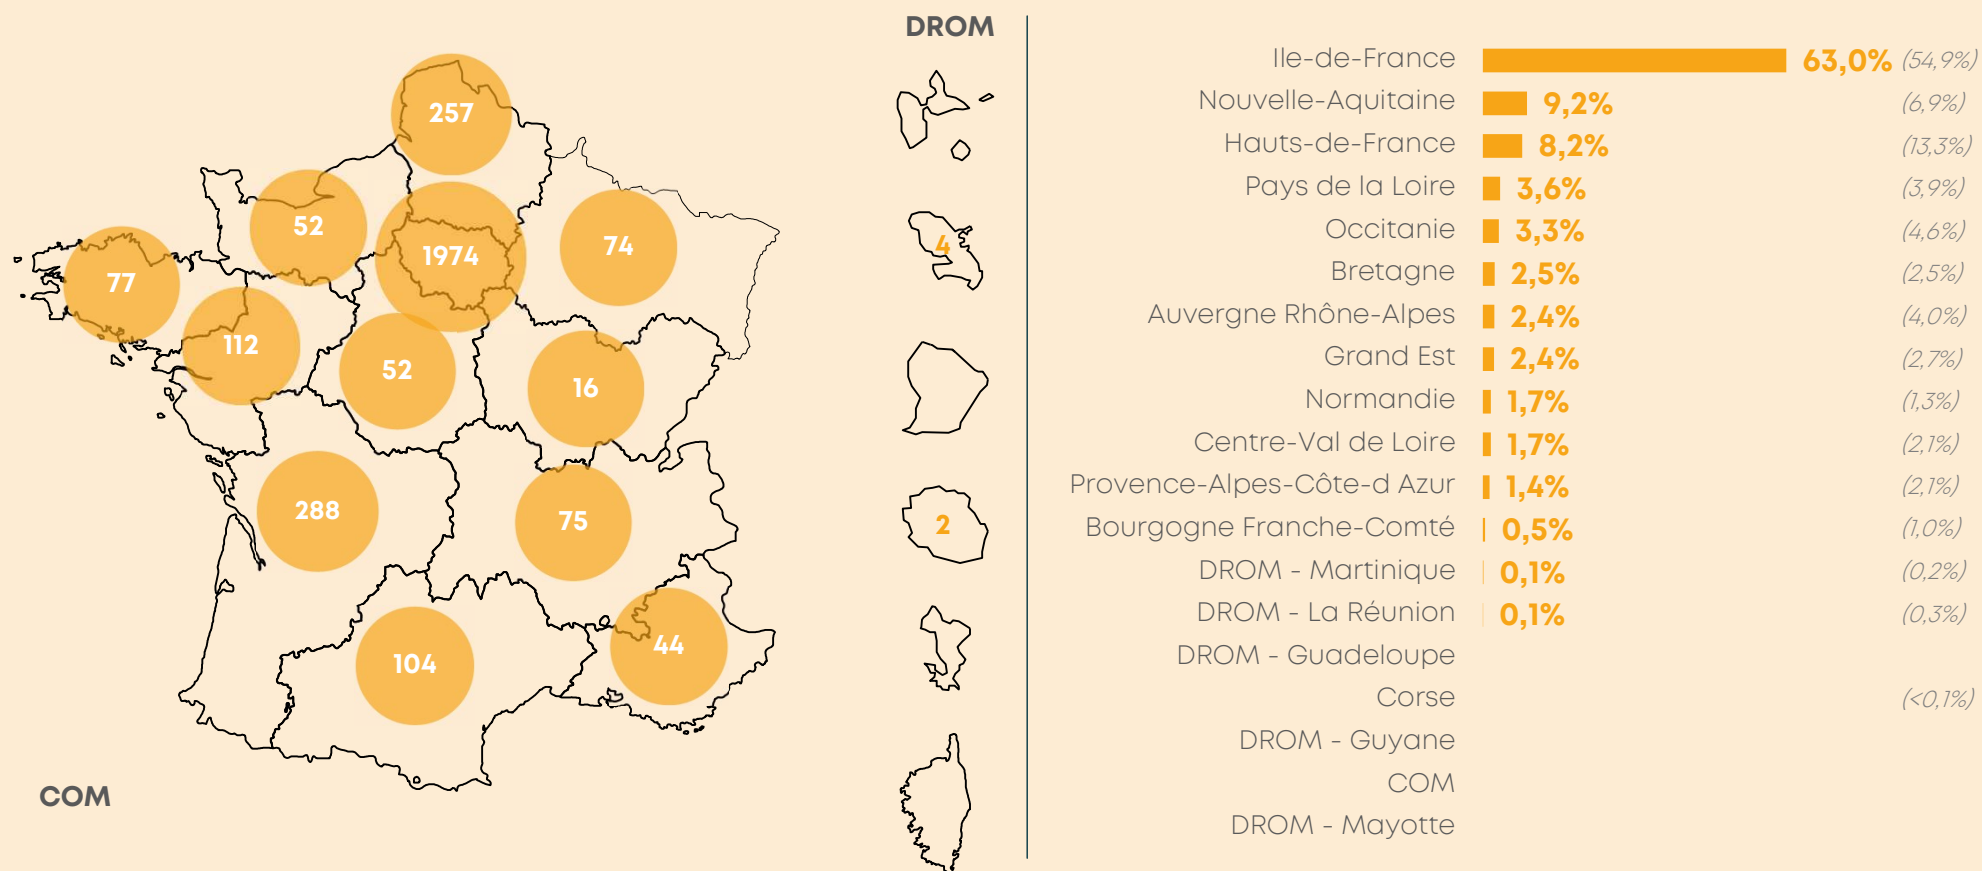 DROM
257
52
1974
74
77
112
52
16
288
75
104
44
COM
4
2
Ile-de-France 63,0% (54,9%)
Nouvelle-Aquitaine 9,2% (6,9%)
Hauts-de-France 8,2% (13,3%)
Pays de la Loire 3,6% (3,9%)
Occitanie 3,3% (4,6%)
Bretagne 2,5% (2,5%)
Auvergne Rhône-Alpes 2,4% (4,0%)
Grand Est 2,4% (2,7%)
Normandie 1,7% (1,3%)
Centre-Val de Loire 1,7% (2,1%)
Provence-Alpes-Côte-d Azur 1,4% (2,1%)
Bourgogne Franche-Comté 0,5% (1,0%)
DROM - Martinique 0,1% (0,2%)
DROM - La Réunion 0,1% (0,3%)
DROM - Guadeloupe
Corse (<0,1%)
DROM - Guyane
COM
DROM - Mayotte